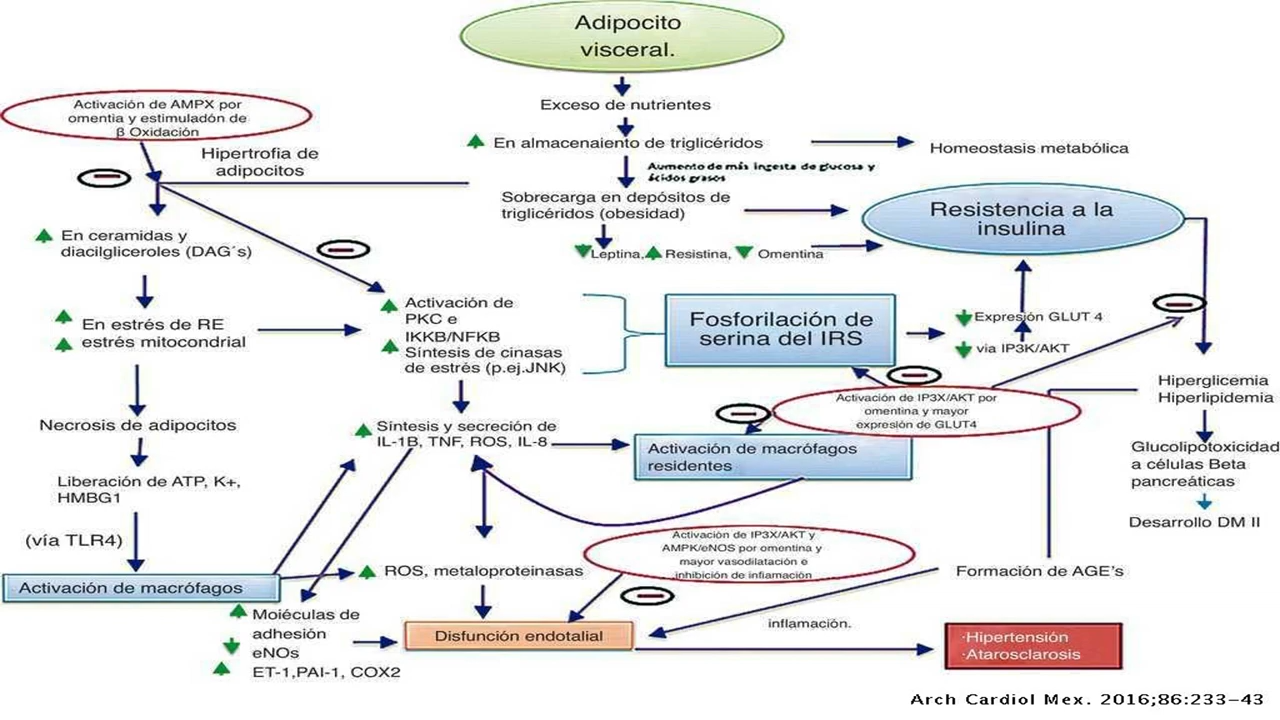 Adipocito
visceral.
Exceso de nutrientes
En almacenaiento de triglicéridos
Homeostasis metabólica
Aumento de más ingesta de glucosa y
ácidos grasos
Sobrecarga en depósitos de
triglicéridos (obesidad)
Leptina, Resistina, Omentina
Resistencia a la
insulina
Activación de AMPX por
omentia y estimuladón de
β Oxidación
Hipertrofia de
adipocitos
En ceramidas y
diacilgliceroles (DAG´s)
En estrés de RE
estrés mitocondrial
Necrosis de adipocitos
Liberación de ATP, K+,
HMBG1
(vía TLR4)
Activación de macrófagos
Activación de
PKC e
IKKB/NFKB
Síntesis de cinasas
de estrés (p.ej.JNK)
Fosforilación de
serina del IRS
Expresión GLUT 4
via IP3K/AKT
Síntesis y secreción de
IL-1B, TNF, ROS, IL-8
Activación de macrófagos
residentes
Activación de IP3X/AKT por
omentina y mayor
expresión de GLUT4
Hiperglicemia
Hiperlipidemia
Glucolipotoxicidad
a células Beta
pancreáticas
Desarrollo DM II
ROS, metaloproteinasas
Activación de IP3X/AKT y
AMPK/eNOS por omentina y
mayor vasodilatación e
inhibición de infiamación
Formación de AGE’s
Moiéculas de
adhesión
eNOs
ET-1,PAI-1, COX2
Disfunción endotalial
inflamación.
·Hipertensión
·Atarosclarosis
Arch Cardiol Mex. 2016;86:233-43